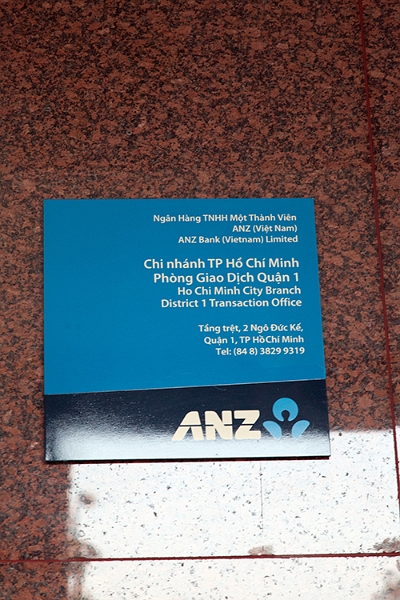 Ngân Hàng TNHH Một Thành Viên
ANZ (Việt Nam)
ANZ Bank (Vietnam) Limited
Chi nhánh TP Hồ Chí Minh
Phòng Giao Dịch Quận 1
Ho Chi Minh City Branch
District 1 Transaction Office
Tầng trệt, 2 Ngô Đức Kế,
Quận 1, TP Hồ Chí Minh
Tel: (84 8) 3829 9319
ANZ